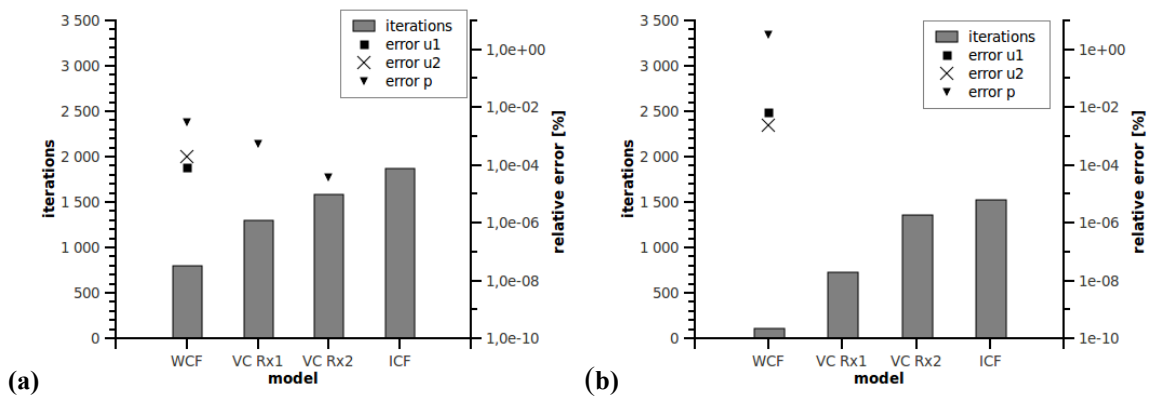 3 500
3 000
2 500
2 000
1 500
1 000
500
0
iterations
iterations
error u1
error u2
error p
1,0e+00
1,0e-02
1,0e-04
1,0e-06
1,0e-08
1,0e-10
relative error [%]
WCF VC Rx1 VC Rx2 ICF
model
(a)
3 500
3 000
2 500
2 000
1 500
1 000
500
0
iterations
iterations
error u1
error u2
error p
1e+00
1e-02
1e-04
1e-06
1e-08
1e-10
relative error [%]
WCF VC Rx1 VC Rx2 ICF
model
(b)